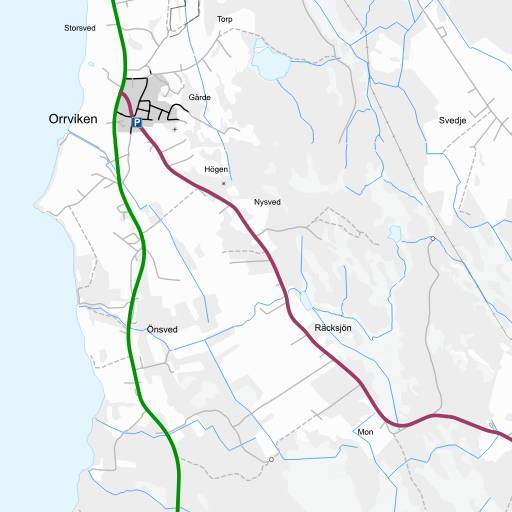 Torp
Storsved
Gärde
Orrviken
P
Svedje
Högen
Nysved
Önsved
Räcksjön
Mon